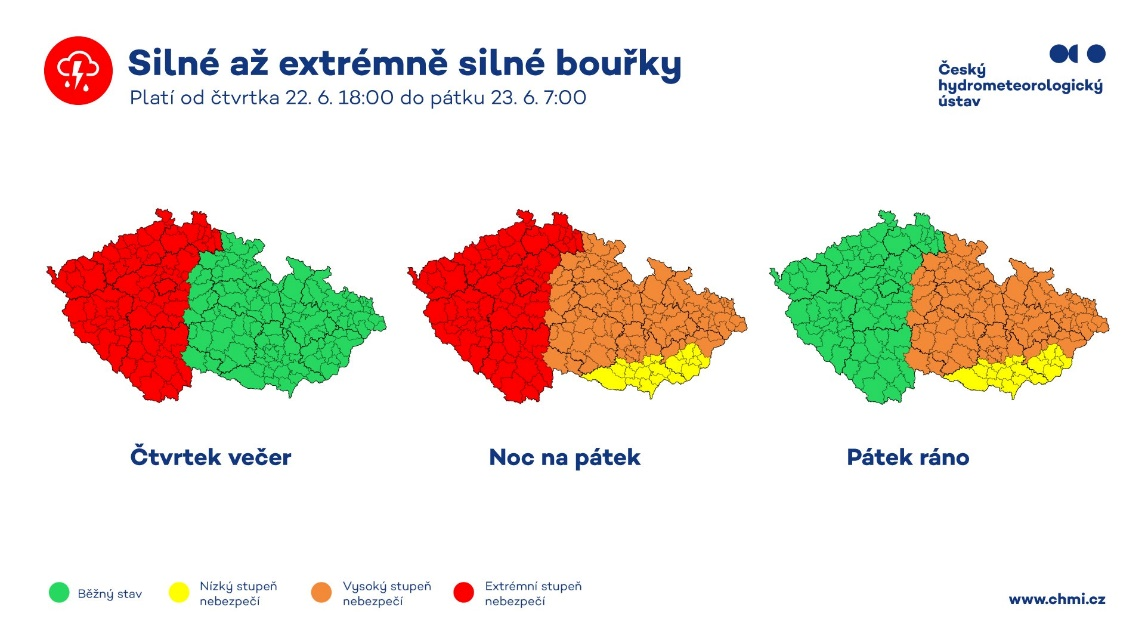 Silné až extrémně silné bouřky
Platí od čtvrtka 22. 6. 18:00 do pátku 23. 6. 7:00
Český
hydrometeorologický
ústav
Čtvrtek večer
Noc na pátek
Pátek ráno
Běžný stav
Nízký stupeň
nebezpečí
Vysoký stupeň
nebezpečí
Extrémní stupeň
nebezpečí
www.chmi.cz